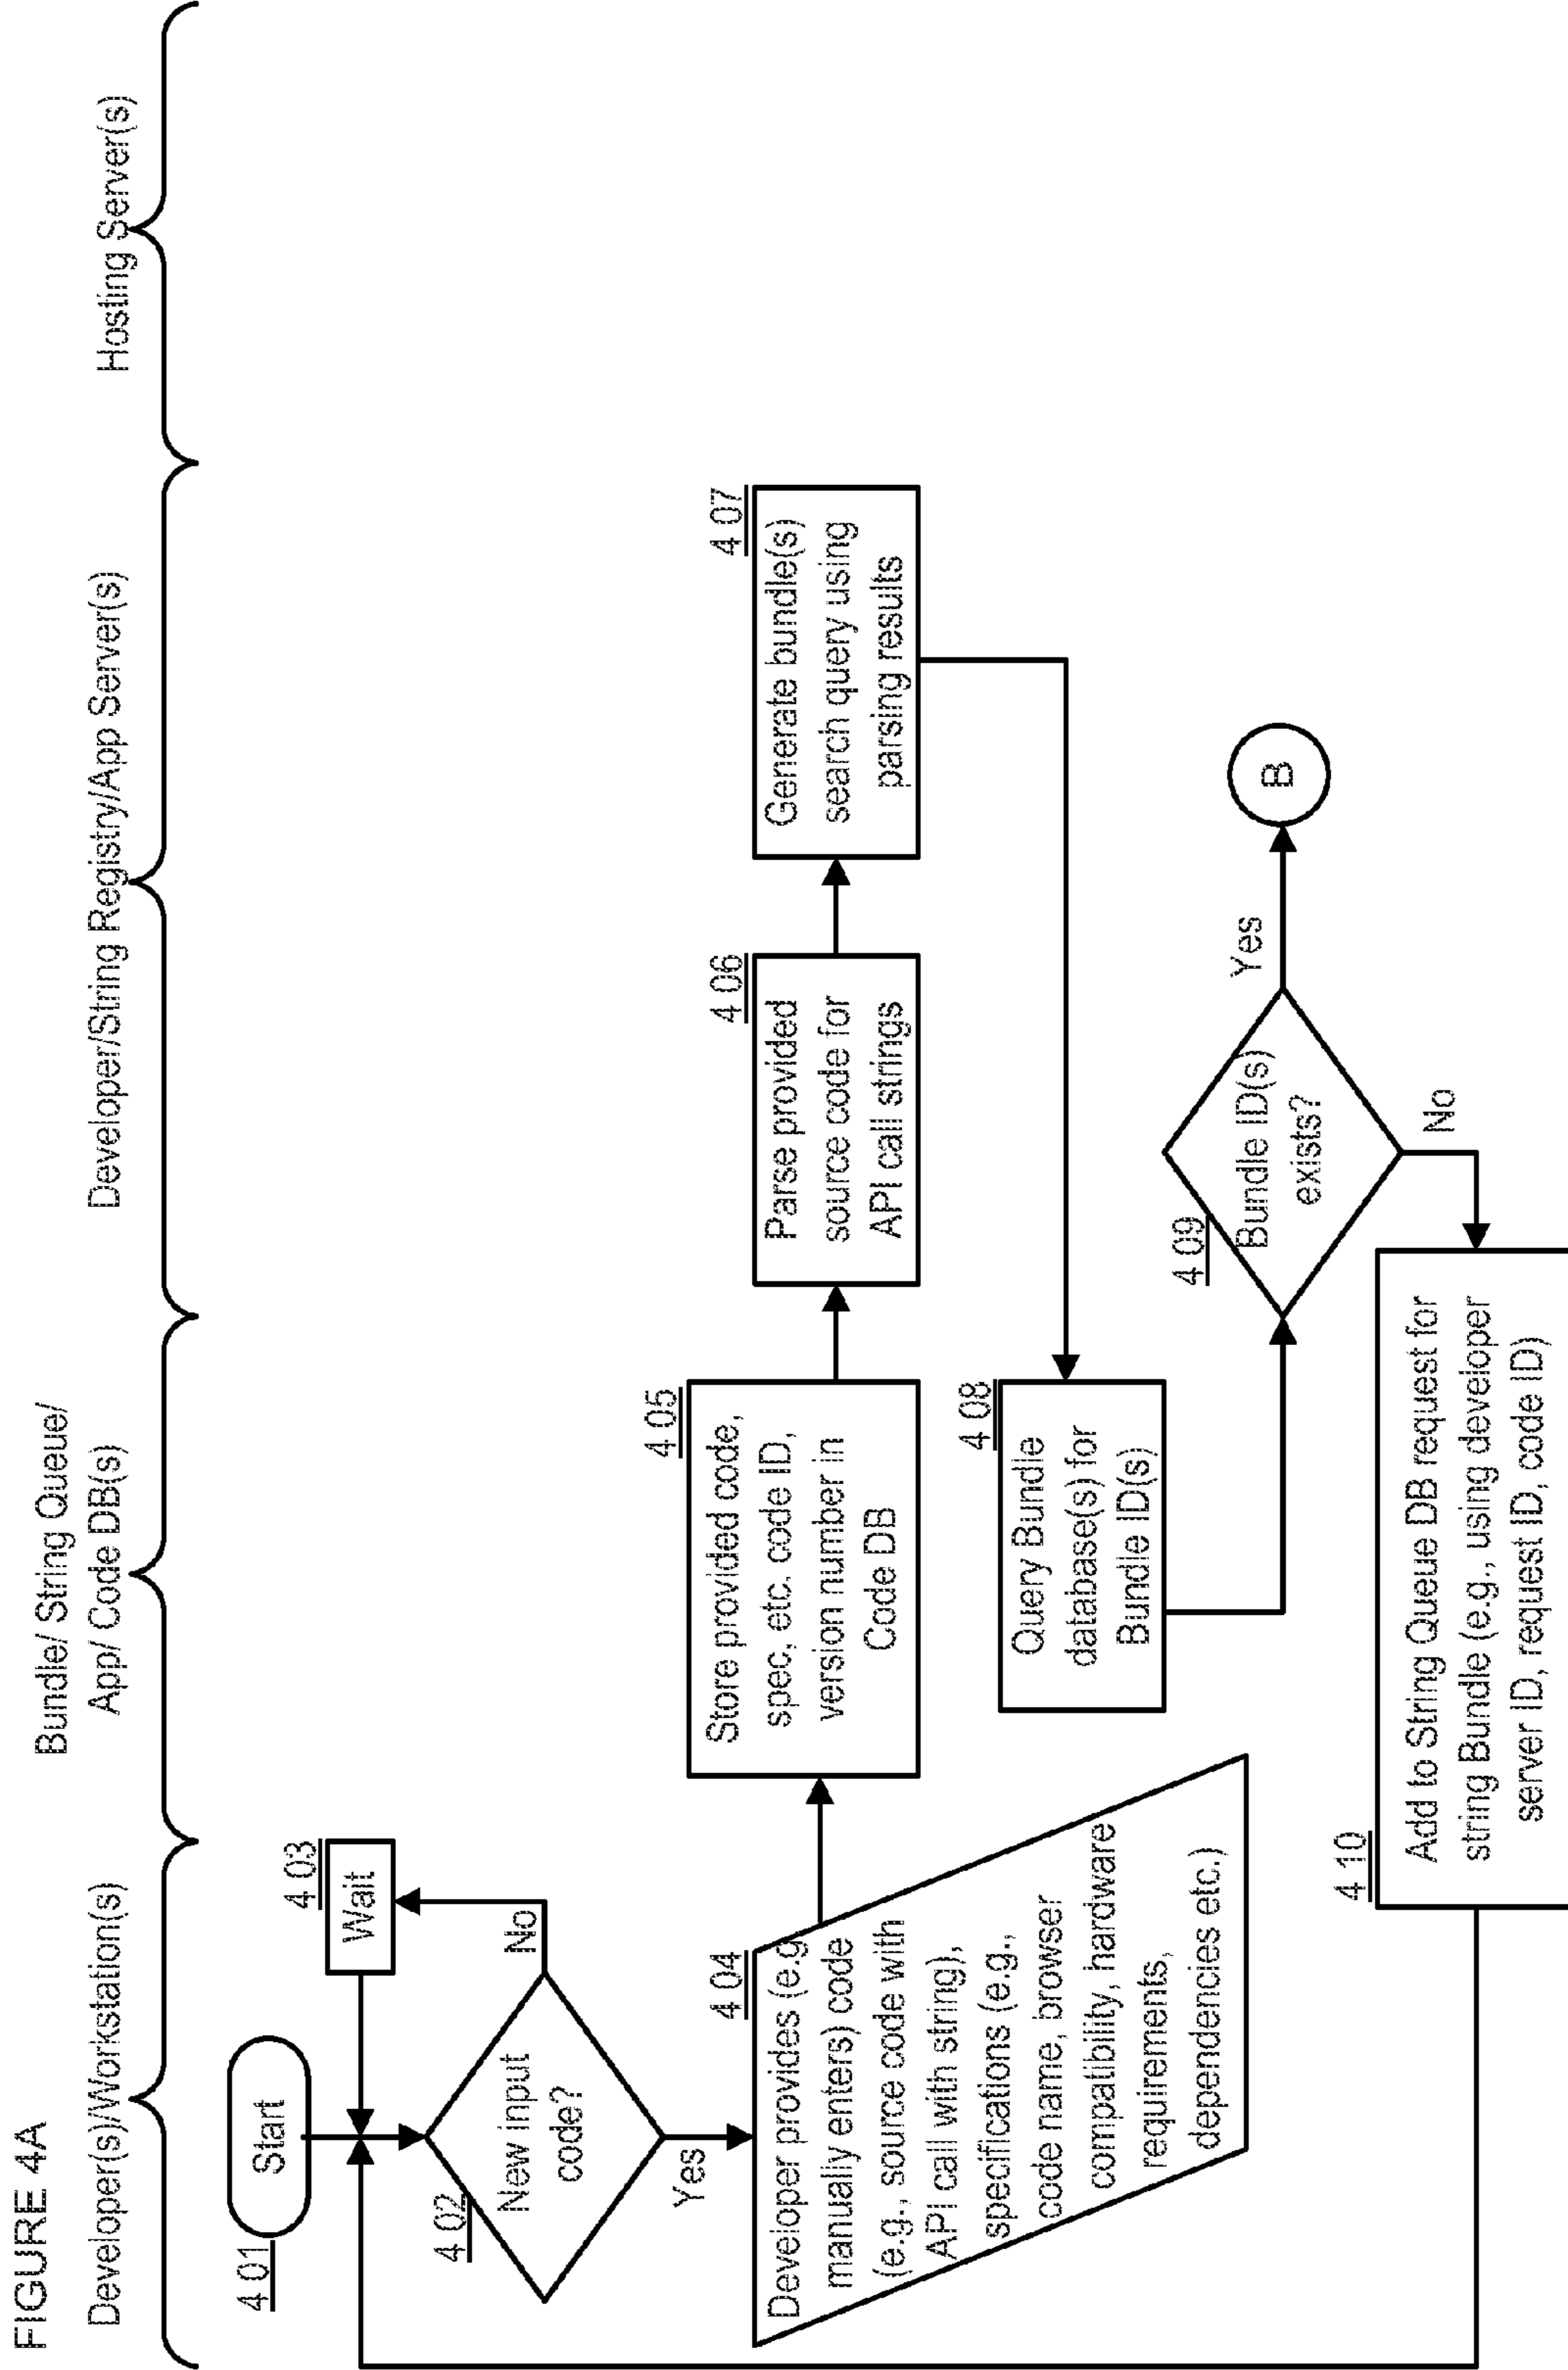 FIGURE 4A
Developer(s)/Workstation(s)
Bundle/ String Queue/
App/ Code DB(s)
Developer/String Registry/App Server(s)
Hosting Server(s)
4 01
Start
4 02
New input
code?
No
4 03
Wait
Yes
4 04
Developer provides (e.g
manually enters) code
(e.g., source code with
API call with string),
specifications (e.g.,
code name, browser
compatibility, hardware
requirements,
dependencies etc.)
4 05
Store provided code,
spec, etc. code ID,
version number in
Code DB
4 06
Parse provided
source code for
API call strings
4 07
Generate bundle(s)
search query using
parsing results
4 08
Query Bundle
database(s) for
Bundle ID(s)
4 09
Bundle ID(s)
exists?
Yes
B
No
4 10
Add to String Queue DB request for
string Bundle (e.g., using developer
server ID, request ID, code ID)